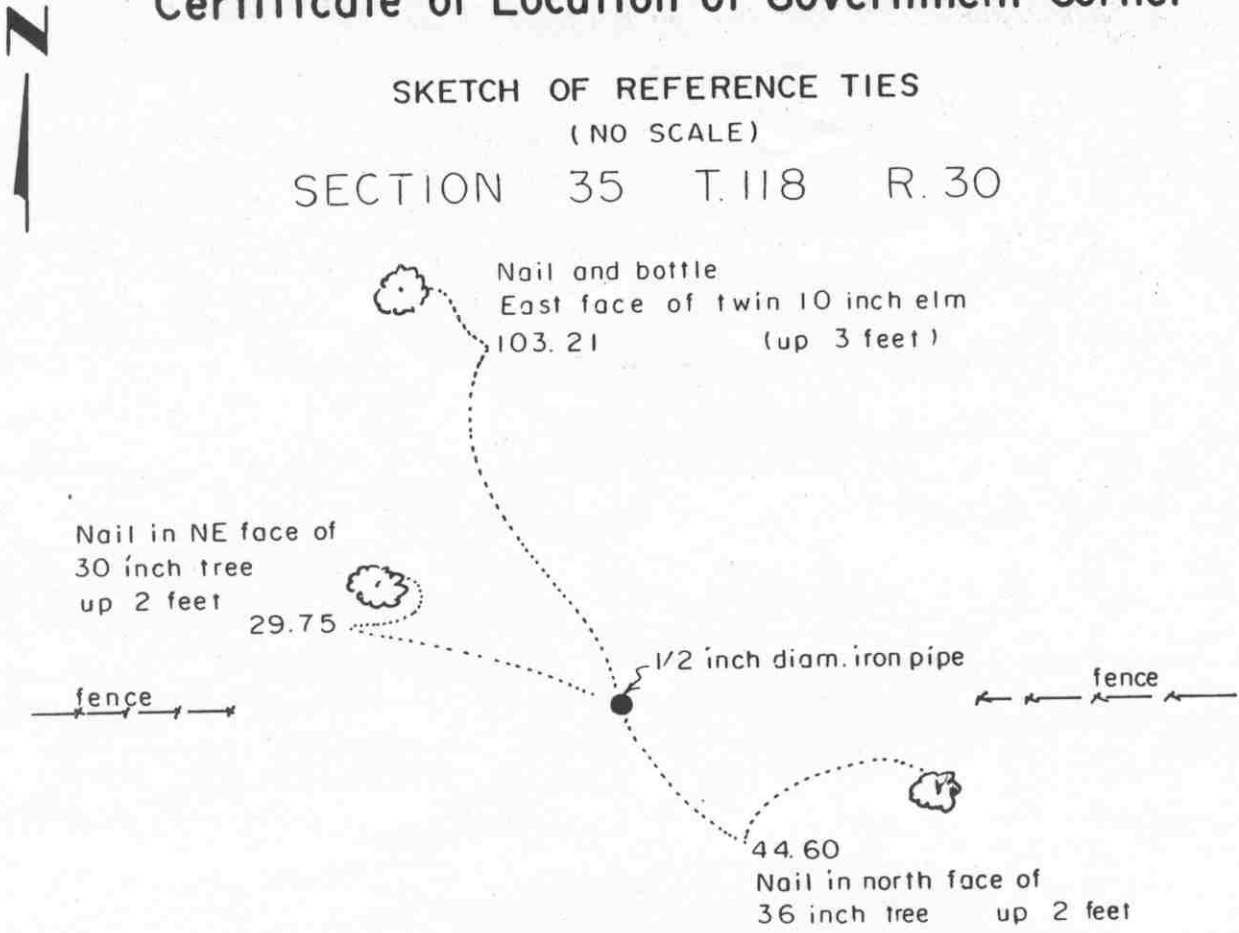 Certificate of Location of Government Corner
N
SKETCH OF REFERENCE TIES
(NO SCALE)
SECTION 35 T.118 R.30
Nail and bottle
East face of twin 10 inch elm
103.21 (up 3 feet)
Nail in NE face of
30 inch tree
up 2 feet
29.75
1/2 inch diam. iron pipe
fence
fence
44.60
Nail in north face of
36 inch tree up 2 feet